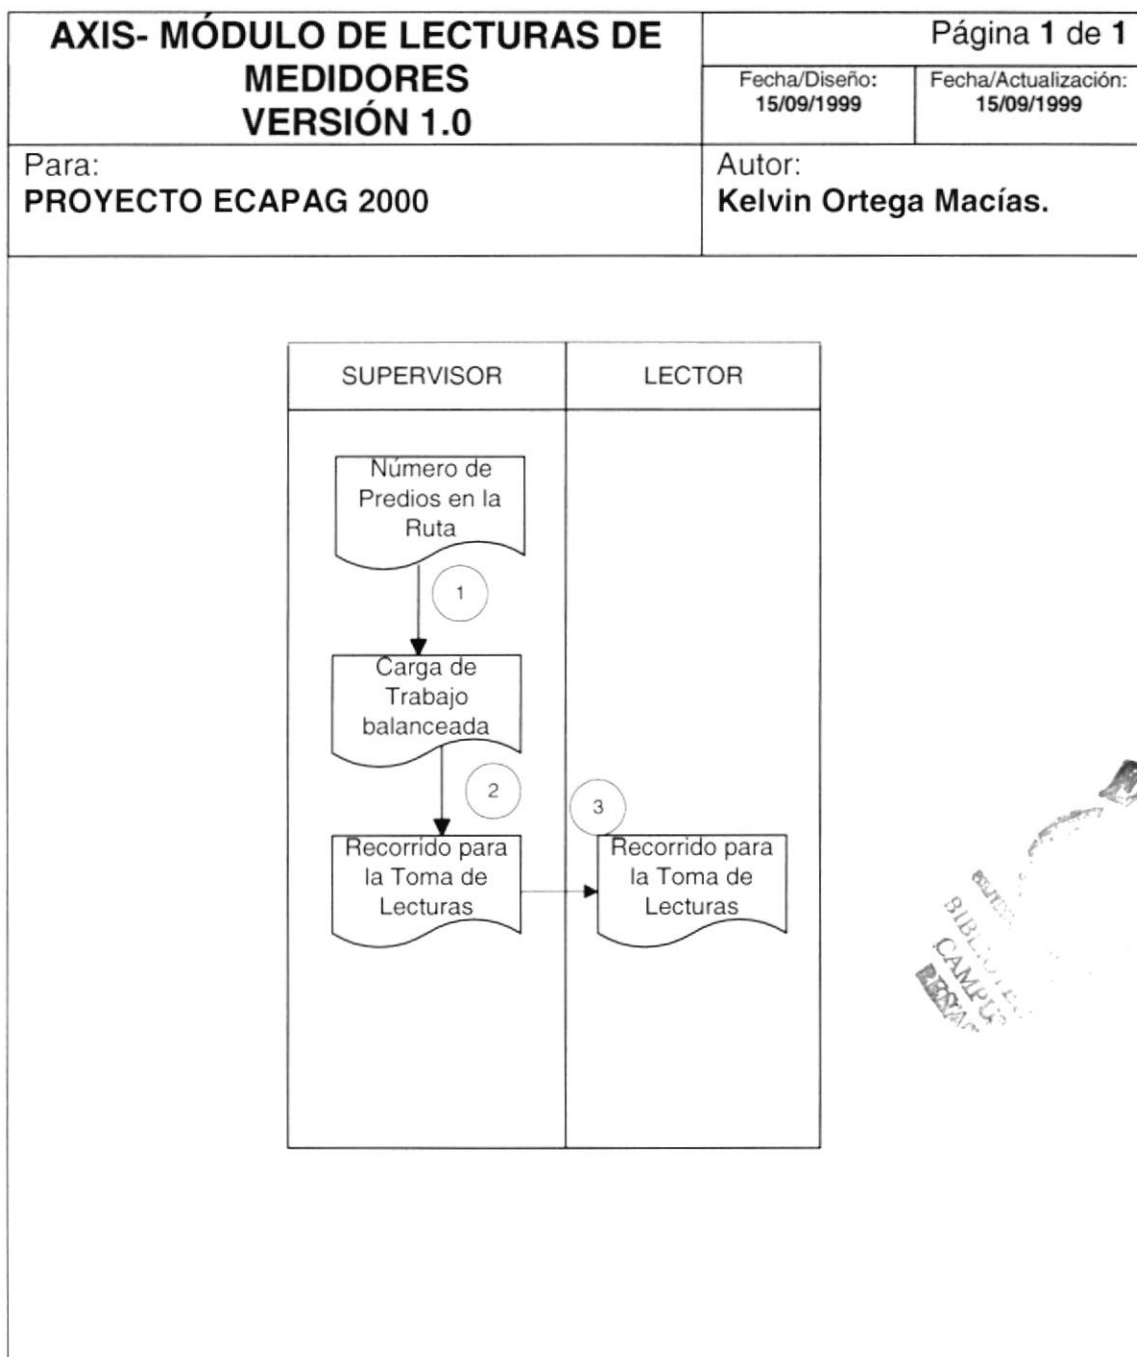 AXIS- MÓDULO DE LECTURAS DE
MEDIDORES
VERSIÓN 1.0
Página 1 de 1
Fecha/Diseño:
15/09/1999
Fecha/Actualización:
15/09/1999
Para:
PROYECTO ECAPAG 2000
Autor:
Kelvin Ortega Macías.
SUPERVISOR
LECTOR
Número de
Predios en la
Ruta
1
Carga de
Trabajo
balanceada
2
3
Recorrido para
la Toma de
Lecturas
Recorrido para
la Toma de
Lecturas